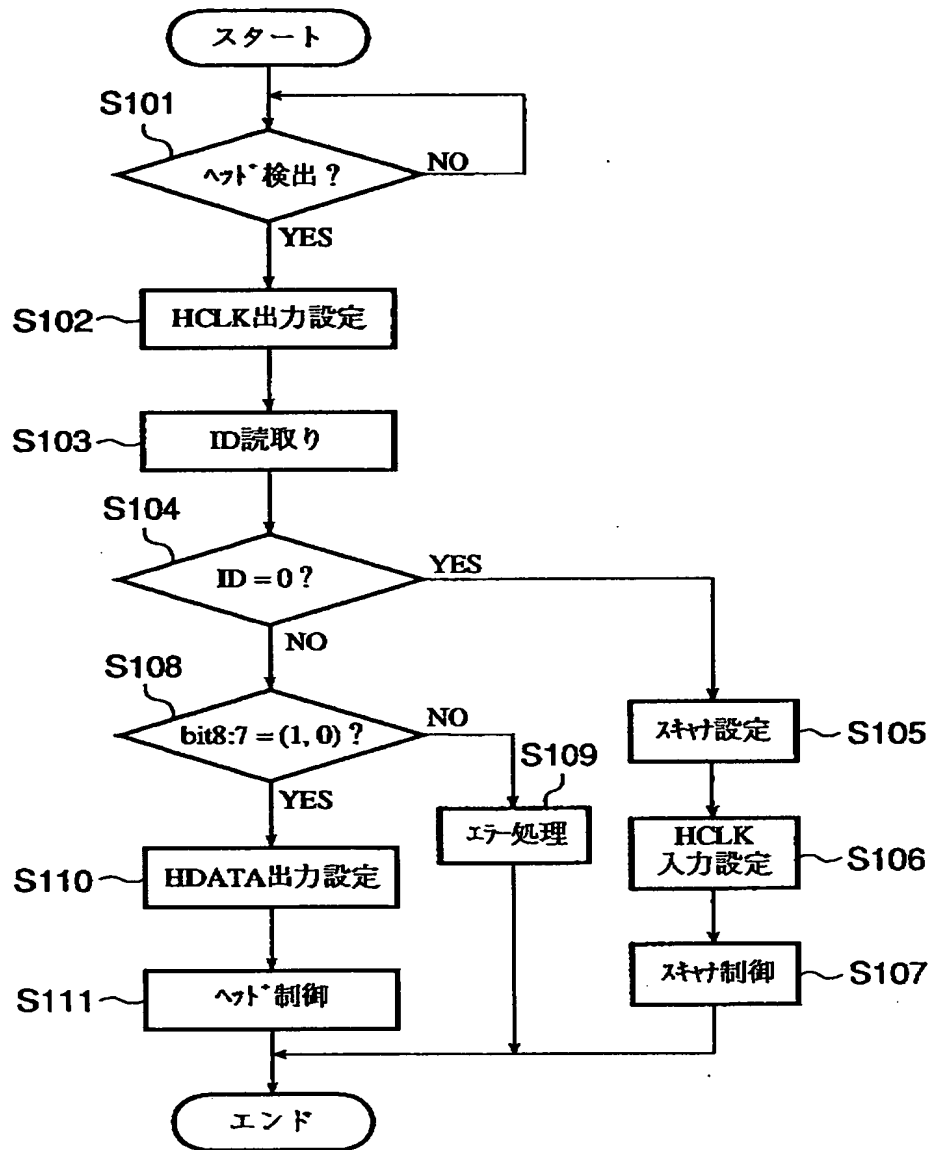 スタート
S101
ヘッド検出?
NO
YES
S102
HCLK出力設定
S103
ID読取り
S104
ID = 0 ?
YES
NO
S108
bit8:7 = (1, 0) ?
NO
YES
S109
エラー処理
スキャナ設定
S105
HCLK
入力設定
S106
S110
HDATA出力設定
スキャナ制御
S107
S111
ヘッド制御
エンド